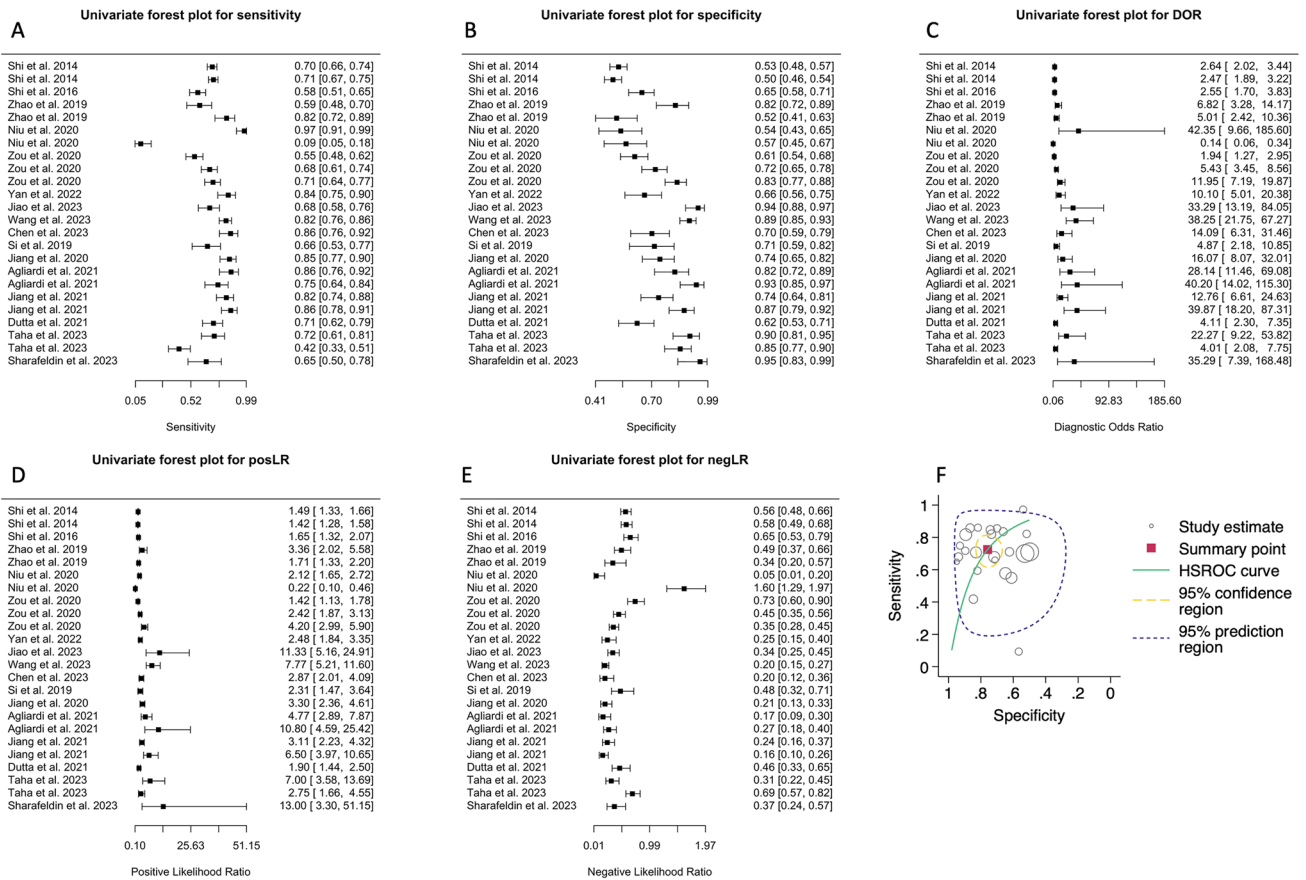 A
Univariate forest plot for sensitivity
Shi et al. 2014 0.70 [0.66, 0.74]
Shi et al. 2014 0.71 [0.67, 0.75]
Shi et al. 2016 0.58 [0.51, 0.65]
Zhao et al. 2019 0.59 [0.48, 0.70]
Zhao et al. 2019 0.82 [0.72, 0.89]
Niu et al. 2020 0.97 [0.91, 0.99]
Niu et al. 2020 0.09 [0.05, 0.18]
Zou et al. 2020 0.55 [0.48, 0.62]
Zou et al. 2020 0.68 [0.61, 0.74]
Zou et al. 2020 0.71 [0.64, 0.77]
Yan et al. 2022 0.84 [0.75, 0.90]
Jiao et al. 2023 0.68 [0.58, 0.76]
Wang et al. 2023 0.82 [0.76, 0.86]
Chen et al. 2023 0.86 [0.76, 0.92]
Si et al. 2019 0.66 [0.53, 0.77]
Jiang et al. 2020 0.85 [0.77, 0.90]
Agliardi et al. 2021 0.86 [0.76, 0.92]
Agliardi et al. 2021 0.75 [0.64, 0.84]
Jiang et al. 2021 0.82 [0.74, 0.88]
Jiang et al. 2021 0.86 [0.78, 0.91]
Dutta et al. 2021 0.71 [0.62, 0.79]
Taha et al. 2023 0.72 [0.61, 0.81]
Taha et al. 2023 0.42 [0.33, 0.51]
Sharafeldin et al. 2023 0.65 [0.50, 0.78]
0.05 0.52 0.99
Sensitivity
B
Univariate forest plot for specificity
Shi et al. 2014 0.53 [0.48, 0.57]
Shi et al. 2014 0.50 [0.46, 0.54]
Shi et al. 2016 0.65 [0.58, 0.71]
Zhao et al. 2019 0.82 [0.72, 0.89]
Zhao et al. 2019 0.52 [0.41, 0.63]
Niu et al. 2020 0.54 [0.43, 0.65]
Niu et al. 2020 0.57 [0.45, 0.67]
Zou et al. 2020 0.61 [0.54, 0.68]
Zou et al. 2020 0.72 [0.65, 0.78]
Zou et al. 2020 0.83 [0.77, 0.88]
Yan et al. 2022 0.66 [0.56, 0.75]
Jiao et al. 2023 0.94 [0.88, 0.97]
Wang et al. 2023 0.89 [0.85, 0.93]
Chen et al. 2023 0.70 [0.59, 0.79]
Si et al. 2019 0.71 [0.59, 0.82]
Jiang et al. 2020 0.74 [0.65, 0.82]
Agliardi et al. 2021 0.82 [0.72, 0.89]
Agliardi et al. 2021 0.93 [0.85, 0.97]
Jiang et al. 2021 0.74 [0.64, 0.81]
Jiang et al. 2021 0.87 [0.79, 0.92]
Dutta et al. 2021 0.62 [0.53, 0.71]
Taha et al. 2023 0.90 [0.81, 0.95]
Taha et al. 2023 0.85 [0.77, 0.90]
Sharafeldin et al. 2023 0.95 [0.83, 0.99]
0.41 0.70 0.99
Specificity
C
Univariate forest plot for DOR
Shi et al. 2014 2.64 [ 2.02, 3.44]
Shi et al. 2014 2.47 [ 1.89, 3.22]
Shi et al. 2016 2.55 [ 1.70, 3.83]
Zhao et al. 2019 6.82 [ 3.28, 14.17]
Zhao et al. 2019 5.01 [ 2.42, 10.36]
Niu et al. 2020 42.35 [ 9.66, 185.60]
Niu et al. 2020 0.14 [ 0.06, 0.34]
Zou et al. 2020 1.94 [ 1.27, 2.95]
Zou et al. 2020 5.43 [ 3.45, 8.56]
Zou et al. 2020 11.95 [ 7.19, 19.87]
Yan et al. 2022 10.10 [ 5.01, 20.38]
Jiao et al. 2023 33.29 [ 13.19, 84.05]
Wang et al. 2023 38.25 [ 21.75, 67.27]
Chen et al. 2023 14.09 [ 6.31, 31.46]
Si et al. 2019 4.87 [ 2.18, 10.85]
Jiang et al. 2020 16.07 [ 8.07, 32.01]
Agliardi et al. 2021 28.14 [ 11.46, 69.08]
Agliardi et al. 2021 40.20 [ 14.02, 115.30]
Jiang et al. 2021 12.76 [ 6.61, 24.63]
Jiang et al. 2021 39.87 [ 18.20, 87.31]
Dutta et al. 2021 4.11 [ 2.30, 7.35]
Taha et al. 2023 22.27 [ 9.22, 53.82]
Taha et al. 2023 4.01 [ 2.08, 7.75]
Sharafeldin et al. 2023 35.29 [ 7.39, 168.48]
0.06 92.83 185.60
Diagnostic Odds Ratio
D
Univariate forest plot for posLR
Shi et al. 2014 1.49 [ 1.33, 1.66]
Shi et al. 2014 1.42 [ 1.28, 1.58]
Shi et al. 2016 1.65 [ 1.32, 2.07]
Zhao et al. 2019 3.36 [ 2.02, 5.58]
Zhao et al. 2019 1.71 [ 1.33, 2.20]
Niu et al. 2020 2.12 [ 1.65, 2.72]
Niu et al. 2020 0.22 [ 0.10, 0.46]
Zou et al. 2020 1.42 [ 1.13, 1.78]
Zou et al. 2020 2.42 [ 1.87, 3.13]
Zou et al. 2020 4.20 [ 2.99, 5.90]
Yan et al. 2022 2.48 [ 1.84, 3.35]
Jiao et al. 2023 11.33 [ 5.16, 24.91]
Wang et al. 2023 7.77 [ 5.21, 11.60]
Chen et al. 2023 2.87 [ 2.01, 4.09]
Si et al. 2019 2.31 [ 1.47, 3.64]
Jiang et al. 2020 3.30 [ 2.36, 4.61]
Agliardi et al. 2021 4.77 [ 2.89, 7.87]
Agliardi et al. 2021 10.80 [ 4.59, 25.42]
Jiang et al. 2021 3.11 [ 2.23, 4.32]
Jiang et al. 2021 6.50 [ 3.97, 10.65]
Dutta et al. 2021 1.90 [ 1.44, 2.50]
Taha et al. 2023 7.00 [ 3.58, 13.69]
Taha et al. 2023 2.75 [ 1.66, 4.55]
Sharafeldin et al. 2023 13.00 [ 3.30, 51.15]
0.10 25.63 51.15
Positive Likelihood Ratio
E
Univariate forest plot for negLR
Shi et al. 2014 0.56 [0.48, 0.66]
Shi et al. 2014 0.58 [0.49, 0.68]
Shi et al. 2016 0.65 [0.53, 0.79]
Zhao et al. 2019 0.49 [0.37, 0.66]
Zhao et al. 2019 0.34 [0.20, 0.57]
Niu et al. 2020 0.05 [0.01, 0.20]
Niu et al. 2020 1.60 [1.29, 1.97]
Zou et al. 2020 0.73 [0.60, 0.90]
Zou et al. 2020 0.45 [0.35, 0.56]
Zou et al. 2020 0.35 [0.28, 0.45]
Yan et al. 2022 0.25 [0.15, 0.40]
Jiao et al. 2023 0.34 [0.25, 0.45]
Wang et al. 2023 0.20 [0.15, 0.27]
Chen et al. 2023 0.20 [0.12, 0.36]
Si et al. 2019 0.48 [0.32, 0.71]
Jiang et al. 2020 0.21 [0.13, 0.33]
Agliardi et al. 2021 0.17 [0.09, 0.30]
Agliardi et al. 2021 0.27 [0.18, 0.40]
Jiang et al. 2021 0.24 [0.16, 0.37]
Jiang et al. 2021 0.16 [0.10, 0.26]
Dutta et al. 2021 0.46 [0.33, 0.65]
Taha et al. 2023 0.31 [0.22, 0.45]
Taha et al. 2023 0.69 [0.57, 0.82]
Sharafeldin et al. 2023 0.37 [0.24, 0.57]
0.01 0.99 1.97
Negative Likelihood Ratio
F
Sensitivity
1
.8
.6
.4
.2
0
1 .8 .6 .4 .2 0
Specificity
Study estimate
Summary point
HSROC curve
95% confidence
region
95% prediction
region